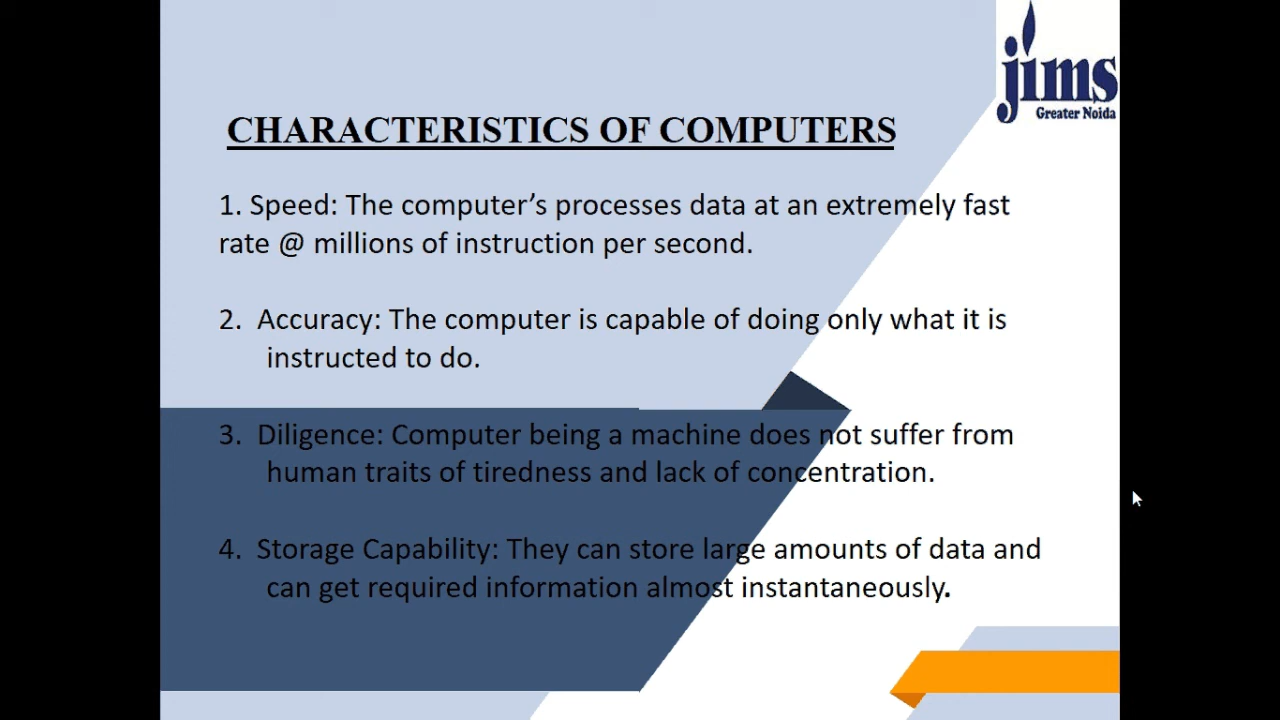 jims
Greater Noida
CHARACTERISTICS OF COMPUTERS
1. Speed: The computer’s processes data at an extremely fast
rate @ millions of instruction per second.
2. Accuracy: The computer is capable of doing only what it is
instructed to do.
3. Diligence: Computer being a machine does not suffer from
human traits of tiredness and lack of concentration.
4. Storage Capability: They can store large amounts of data and
can get required information almost instantaneously.